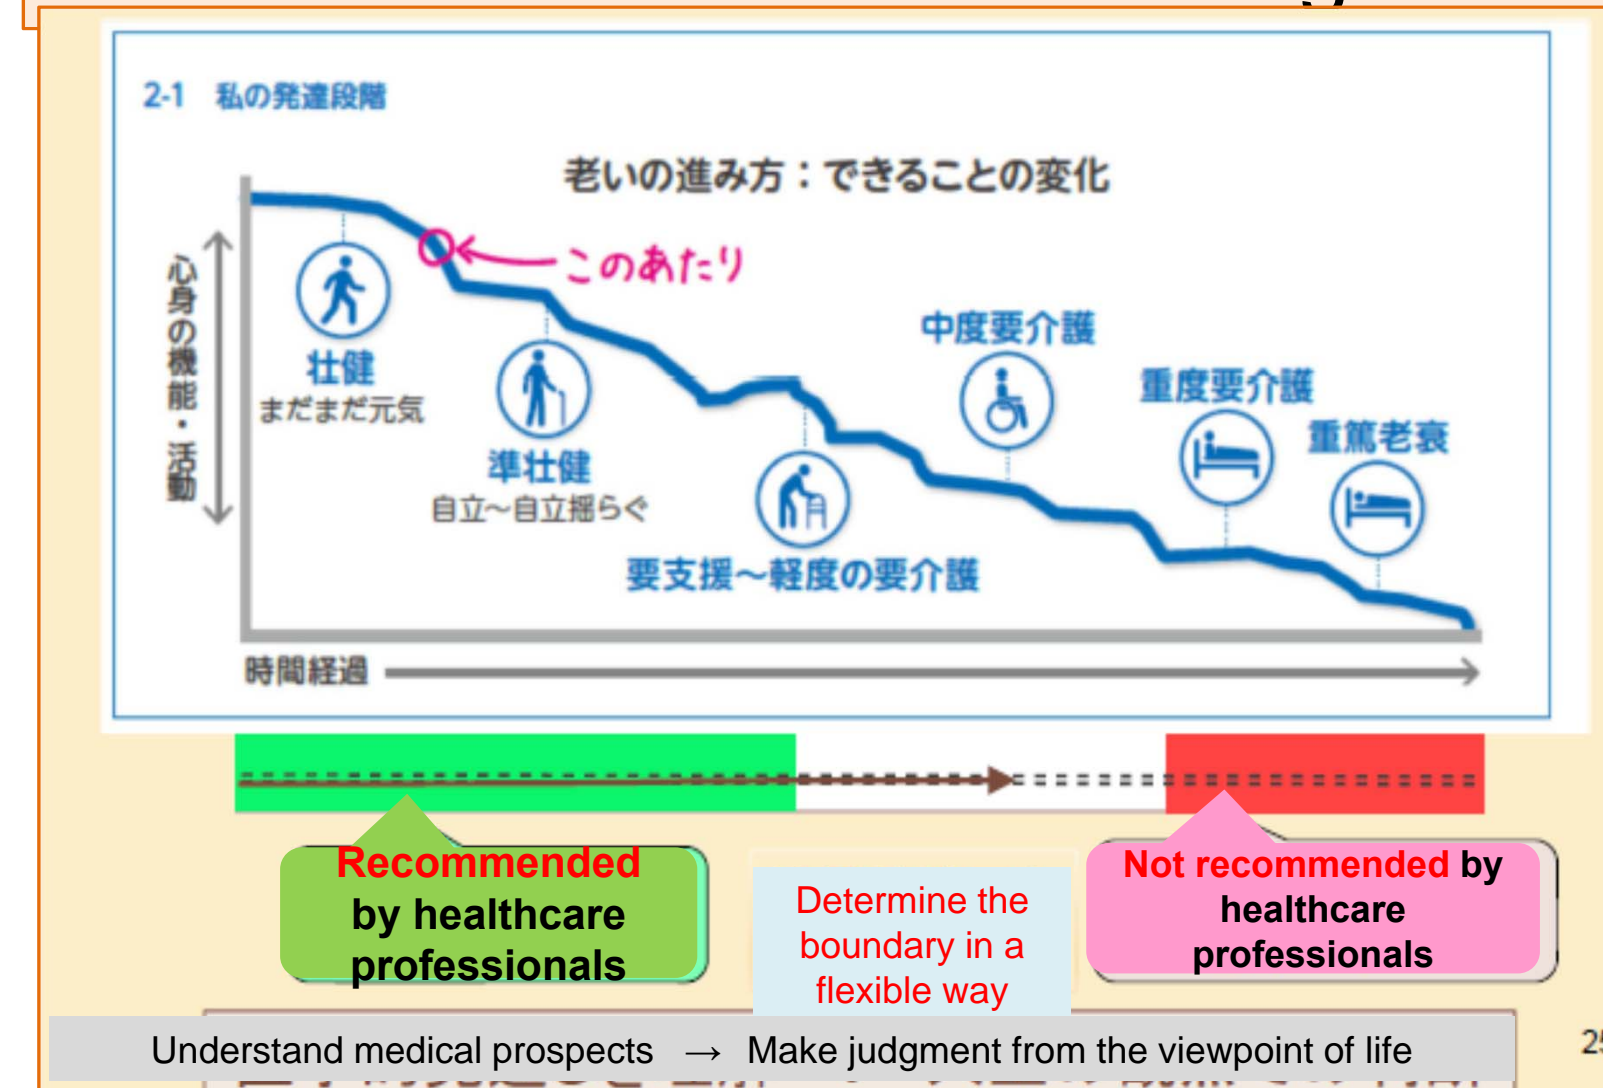 2-1 私の発達段階
老いの進み方：できることの変化
心身の機能・活動
このあたり
壮健
まだまだ元気
準壮健
自立～自立揺らぐ
要支援～軽度の要介護
中度要介護
重度要介護
重篤老衰
時間経過
Recommended
by healthcare
professionals
Determine the
boundary in a
flexible way
Not recommended by
healthcare
professionals
Understand medical prospects → Make judgment from the viewpoint of life